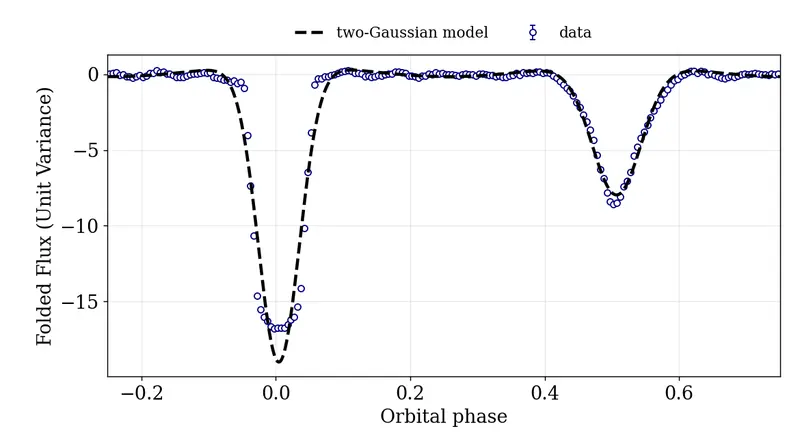 two-Gaussian model
data
0
−5
−10
−15
Folded Flux (Unit Variance)
−0.2
0.0
0.2
0.4
0.6
Orbital phase